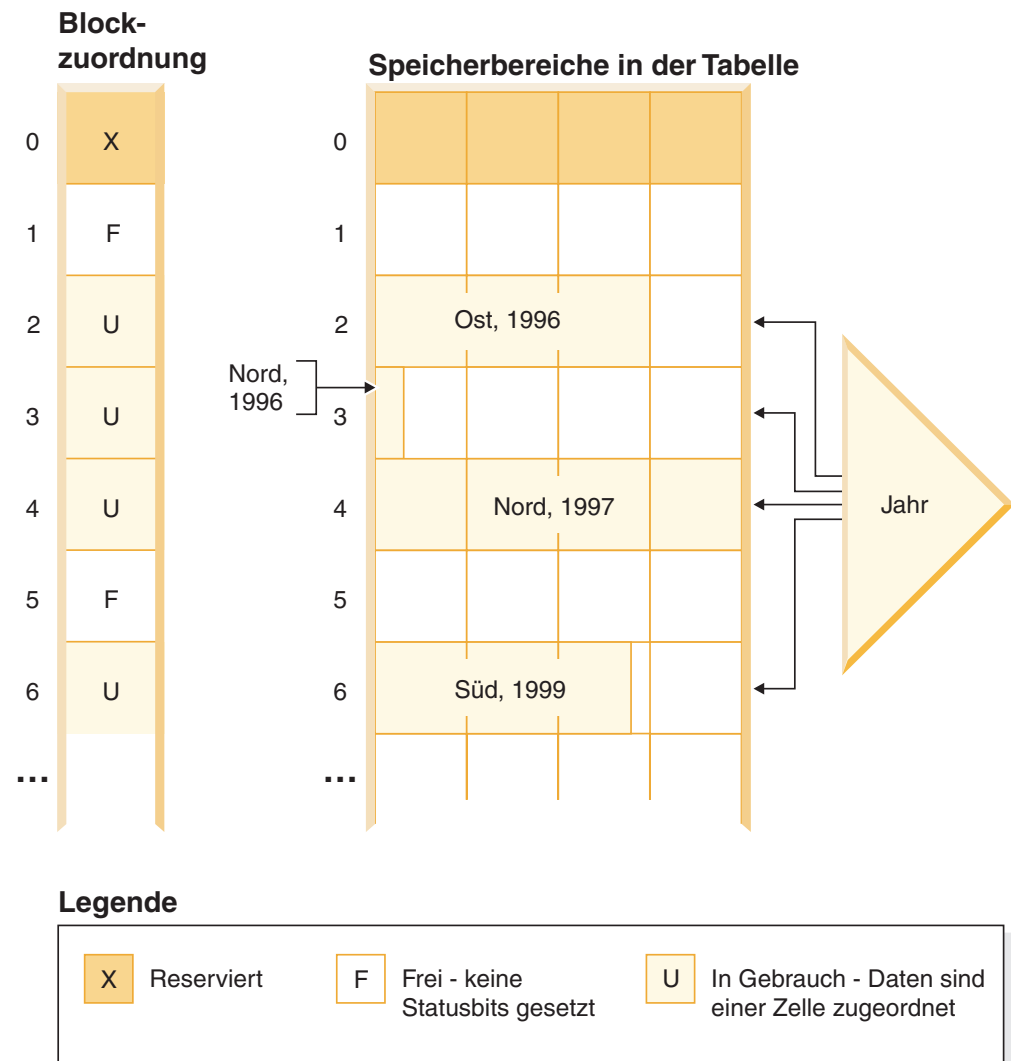 Block-
zuordnung
Speicherbereiche in der Tabelle
0 X 0
1 F 1
2 U 2 Ost, 1996
Nord,
1996
3 U 3
4 U 4 Nord, 1997
Jahr
5 F 5
6 U 6 Süd, 1999
... ...
Legende
X Reserviert
F Frei - keine
Statusbits gesetzt
U In Gebrauch - Daten sind
einer Zelle zugeordnet